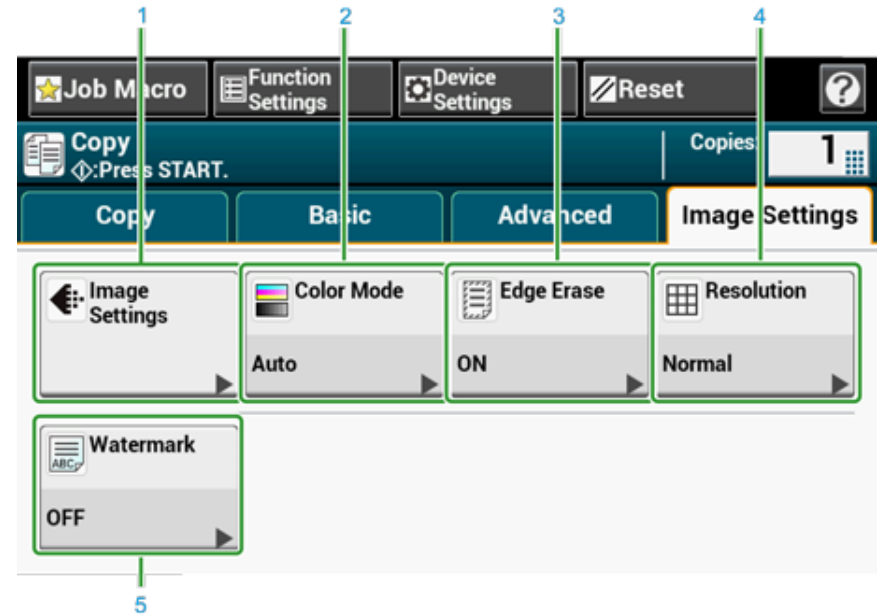 1 2 3 4
Job Macro Function Settings Device Settings Reset ?
Copy Copies: 1
:Press START.
Copy Basic Advanced Image Settings
Image Settings Color Mode Edge Erase Resolution
Auto ON Normal
ABC Watermark
OFF
5